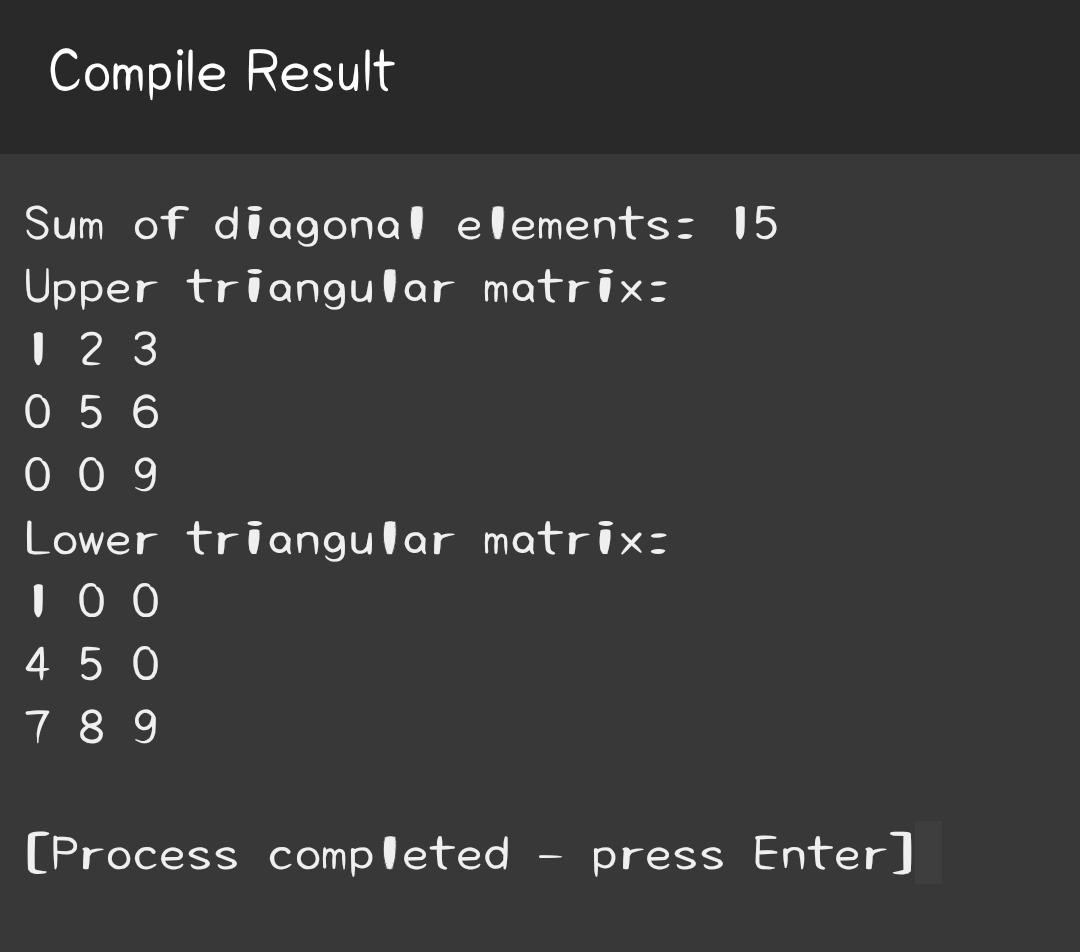 Compile Result
Sum of diagonal elements: 15
Upper triangular matrix:
1 2 3
0 5 6
0 0 9
Lower triangular matrix:
1 0 0
4 5 0
7 8 9
[Process completed - press Enter]